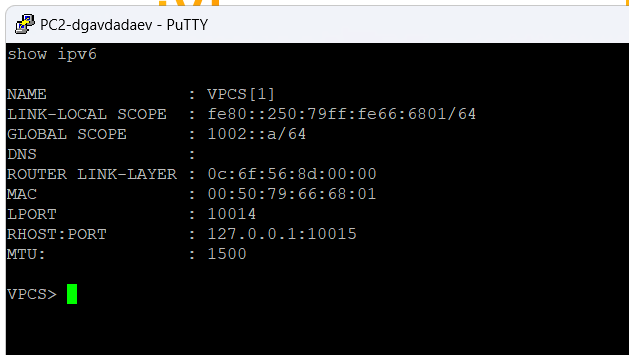 PC2-dgavdadaev - PuTTY
show ipv6
NAME : VPCS[1]
LINK-LOCAL SCOPE : fe80::250:79ff:fe66:6801/64
GLOBAL SCOPE : 1002::a/64
DNS :
ROUTER LINK-LAYER : 0c:6f:56:8d:00:00
MAC : 00:50:79:66:68:01
LPORT : 10014
RHOST:PORT : 127.0.0.1:10015
MTU: : 1500
VPCS>